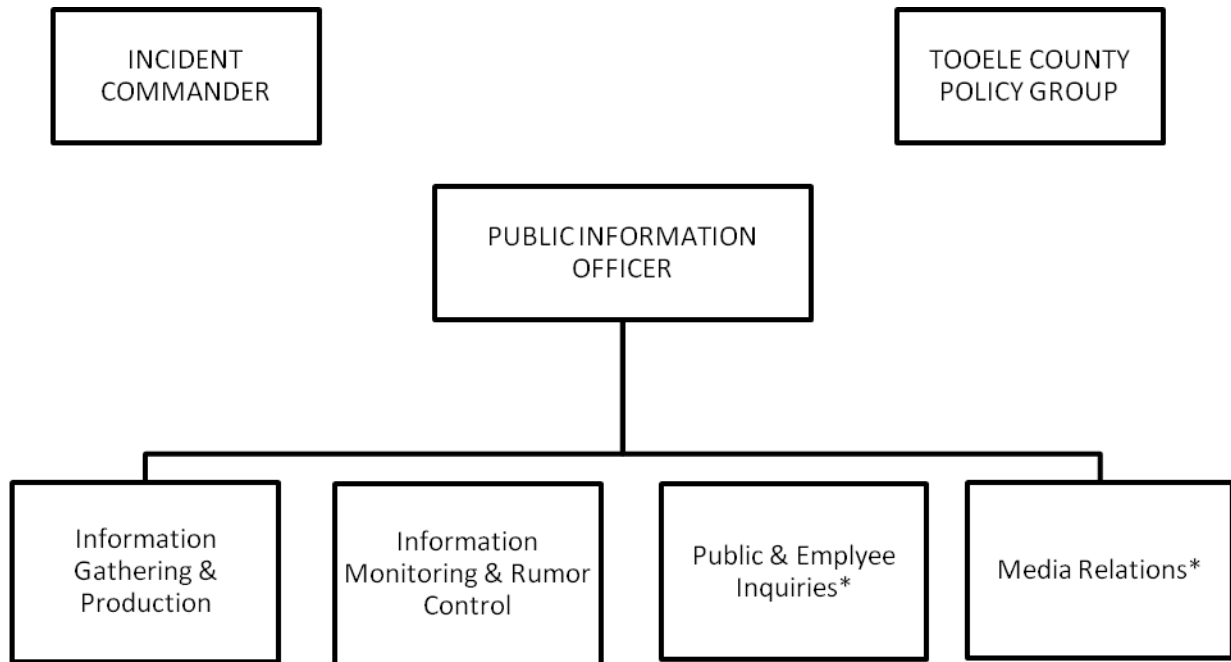 INCIDENT
COMMANDER
TOOELE COUNTY
POLICY GROUP
PUBLIC INFORMATION
OFFICER
Information
Gathering &
Production
Information
Monitoring & Rumor
Control
Public & Emplyee
Inquiries*
Media Relations*